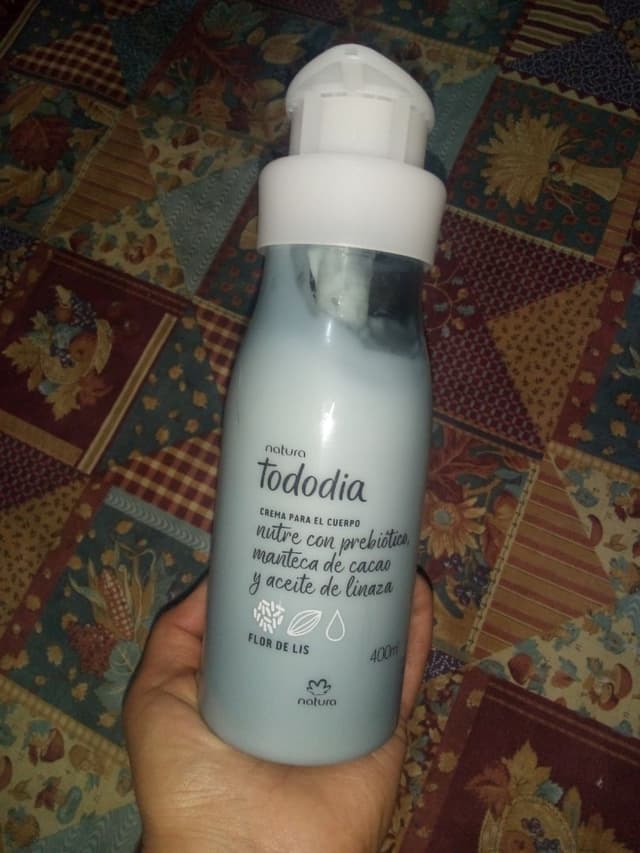 natura
tododia
CREMA PARA EL CUERPO
nutre con prebiótico,
manteca de cacao
y aceite de linaza
FLOR DE LIS
400ml
natura